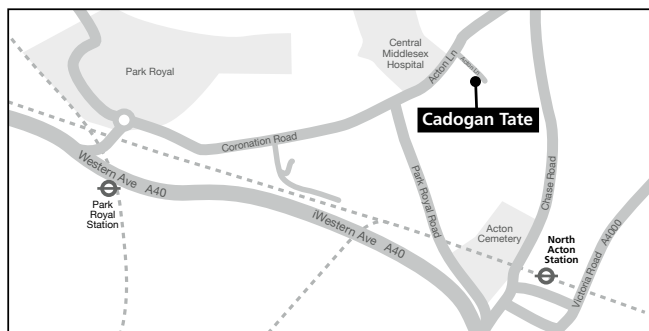 Park Royal
Central
Middlesex
Hospital
Acton Ln
Cadogan Tate
Coronation Road
Western Ave A40
Park
Royal
Station
iWestern Ave A40
Park Royal Road
Chase Road
Acton
Cemetery
North
Acton
Station
Victoria Road A4000